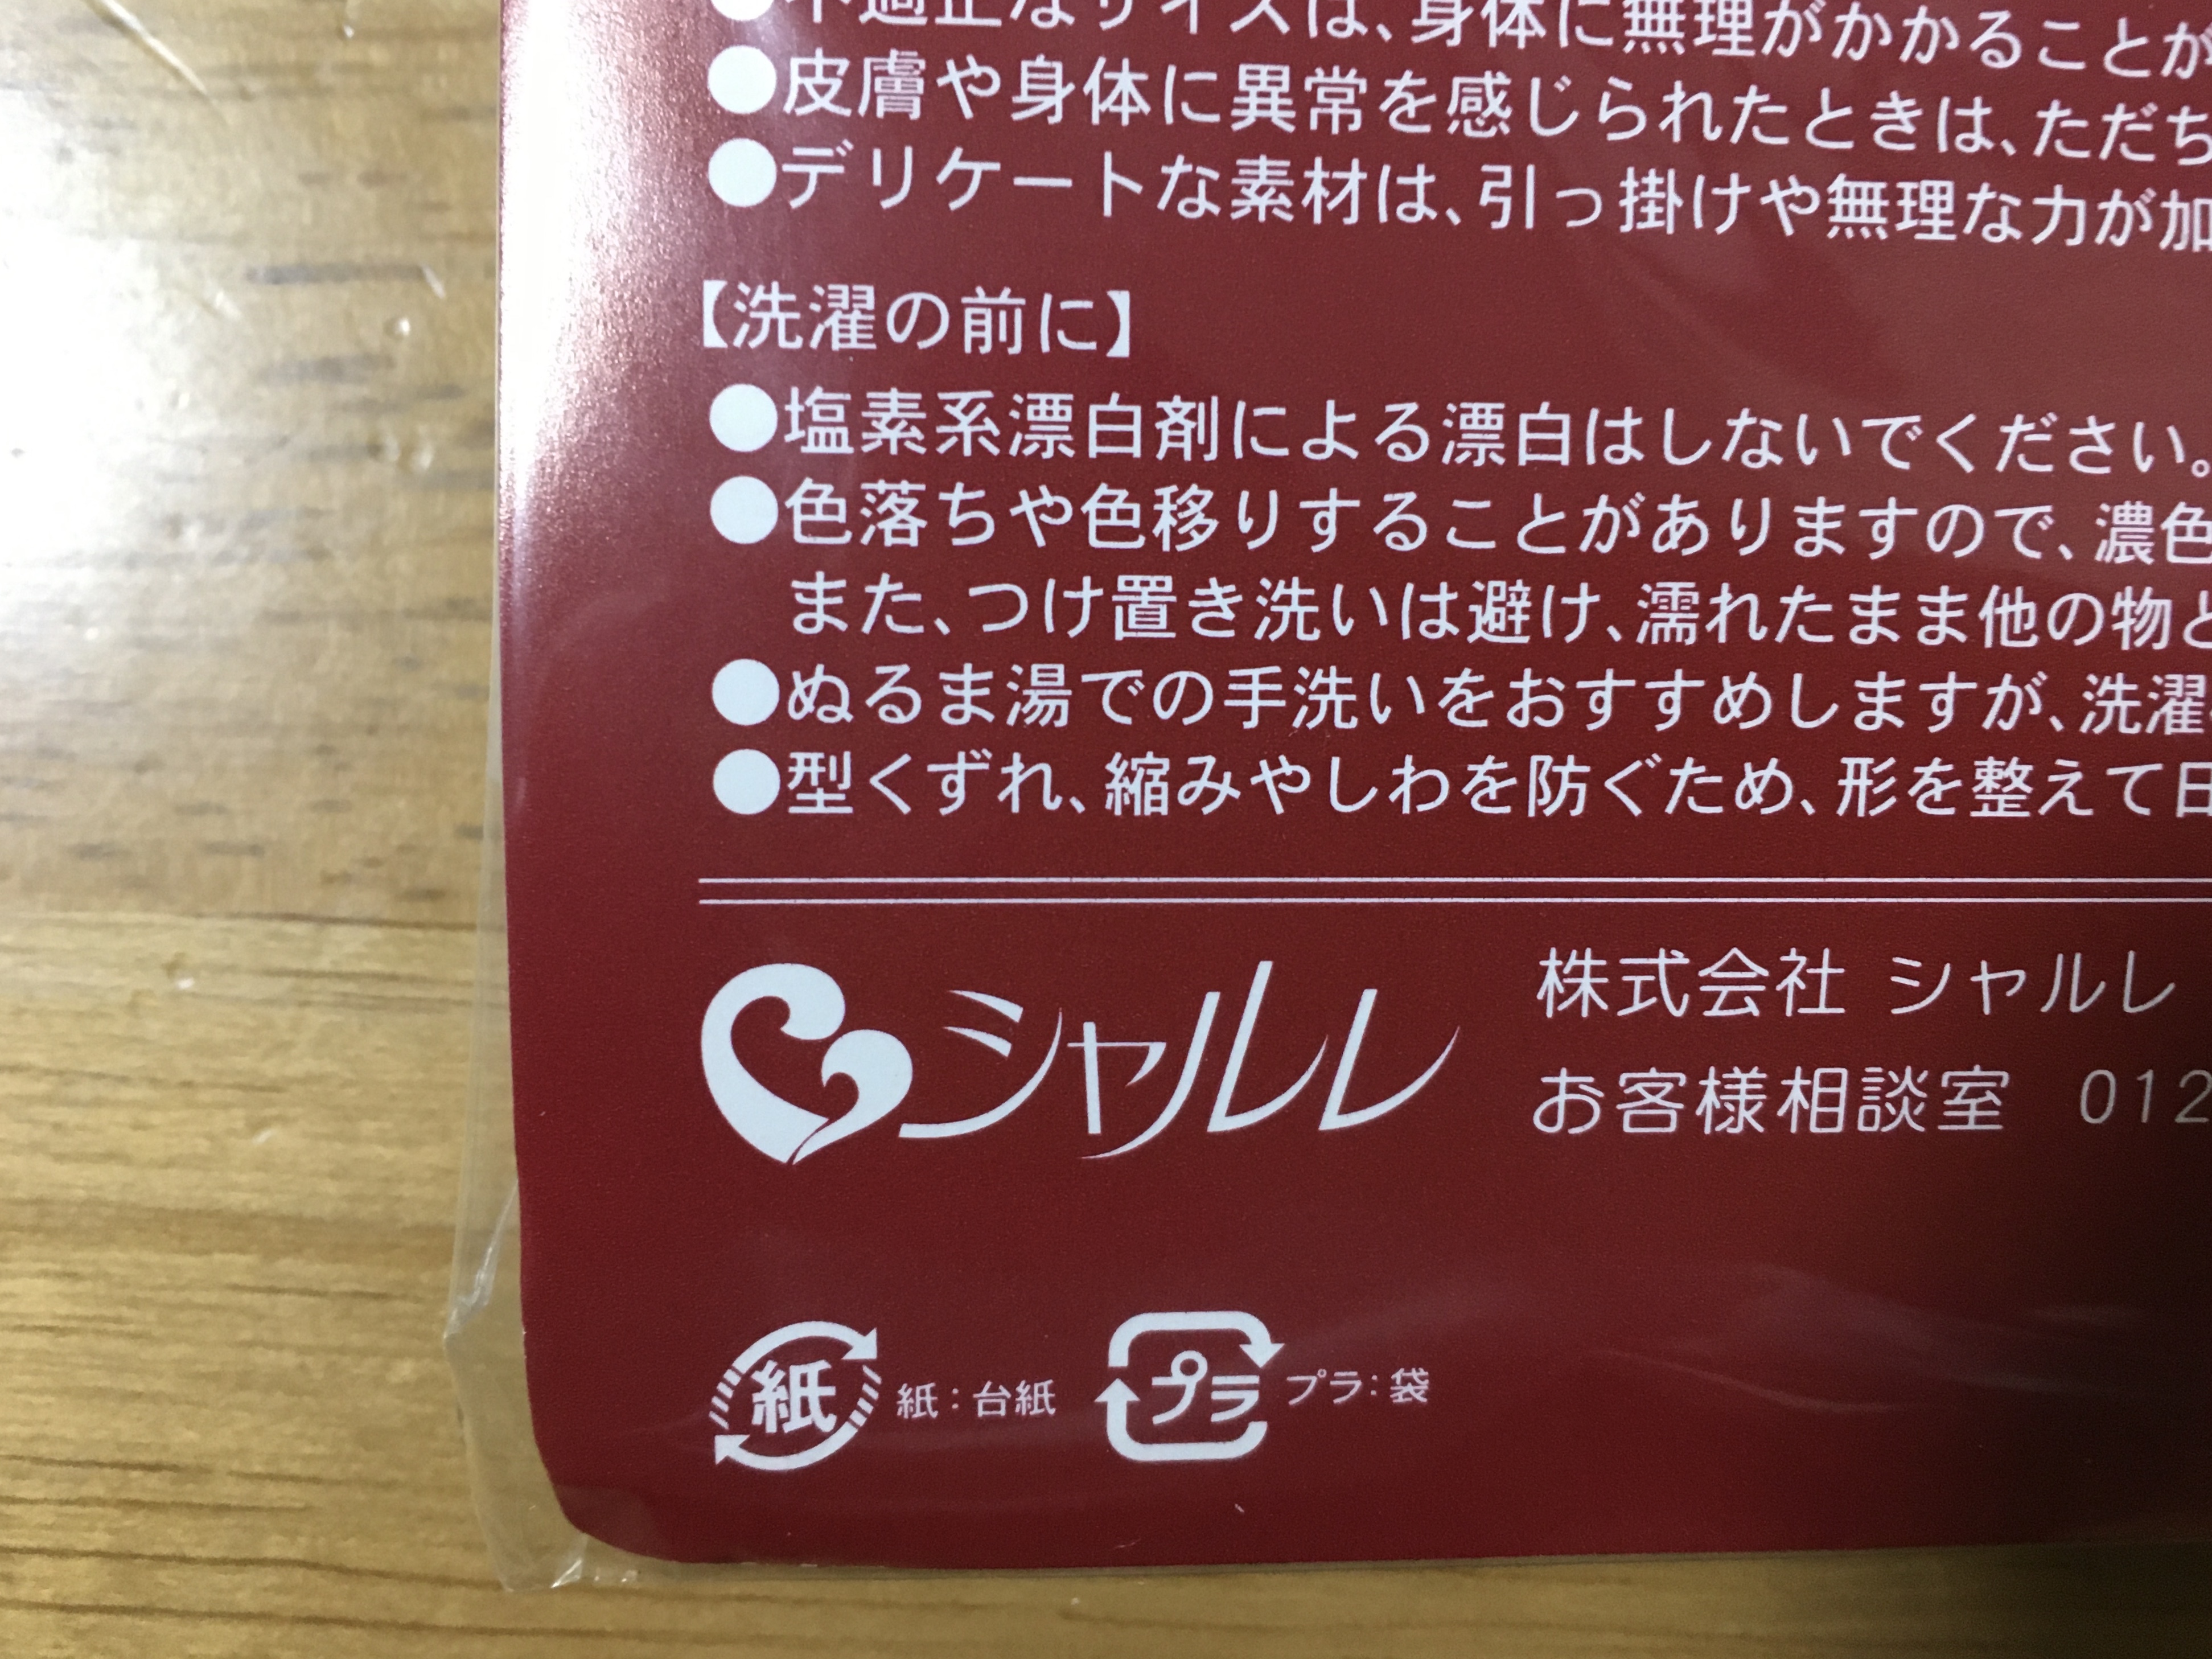 不適正なサイズは、身体に無理がかかることが
●皮膚や身体に異常を感じられたときは、ただち
●デリケートな素材は、引っ掛けや無理な力が加
【洗濯の前に】
●塩素系漂白剤による漂白はしないでください。
●色落ちや色移りすることがありますので、濃色
また、つけ置き洗いは避け、濡れたまま他の物と
●ぬるま湯での手洗いをおすすめしますが、洗濯
●型くずれ、縮みやしわを防ぐため、形を整えて日
シャルレ
株式会社 シャルレ
お客様相談室 012
紙 紙：台紙 プラ プラ：袋